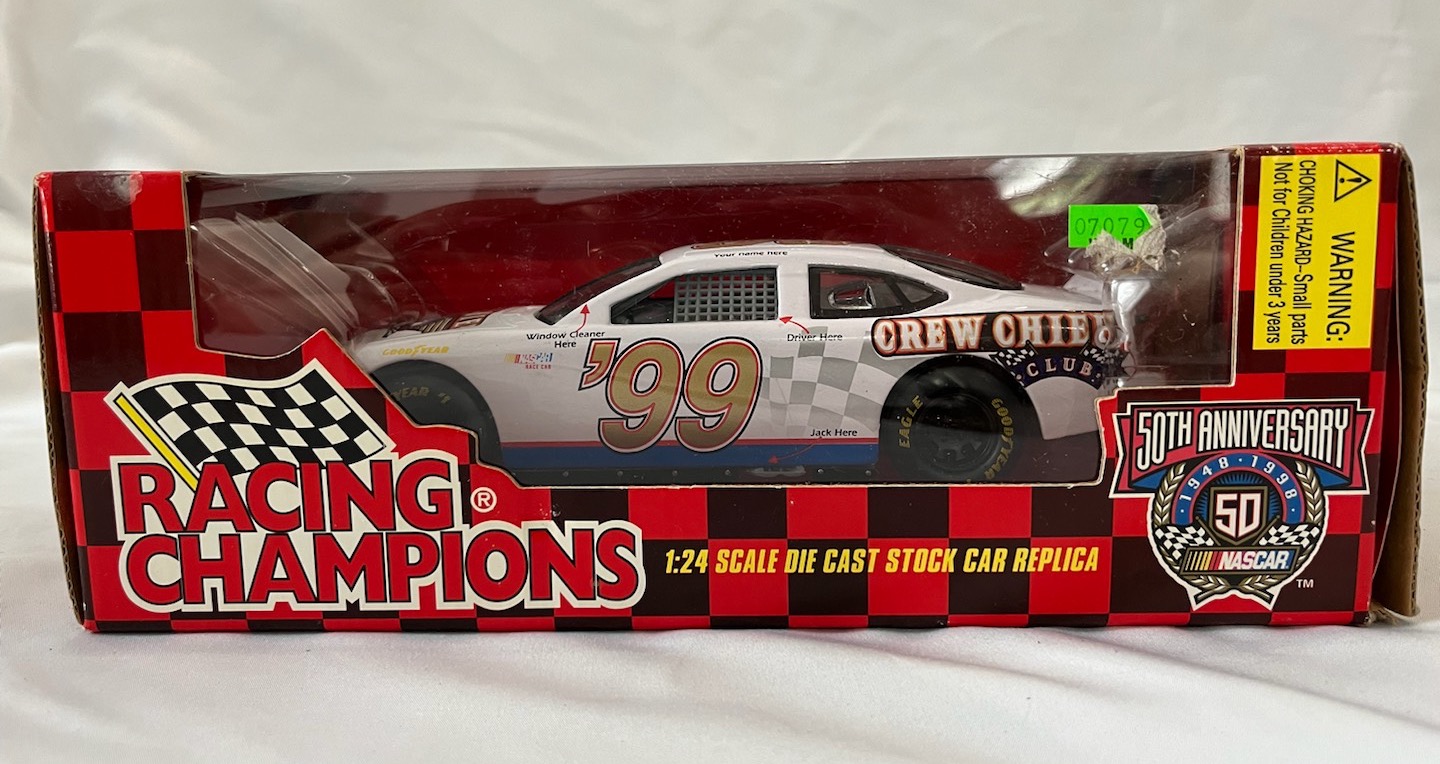 07079
WARNING:
CHOKING HAZARD–Small parts
Not for Children under 3 years
Your name here
Window Cleaner
Here
Driver Here
CREW CHIEF
CLUB
GOODYEAR
NASCAR
RACE CAR
'99
Jack Here
EAGLE
GOODYEAR
RACING
CHAMPIONS®
1:24 SCALE DIE CAST STOCK CAR REPLICA
50TH ANNIVERSARY
1948 · 1998
50
NASCAR
TM